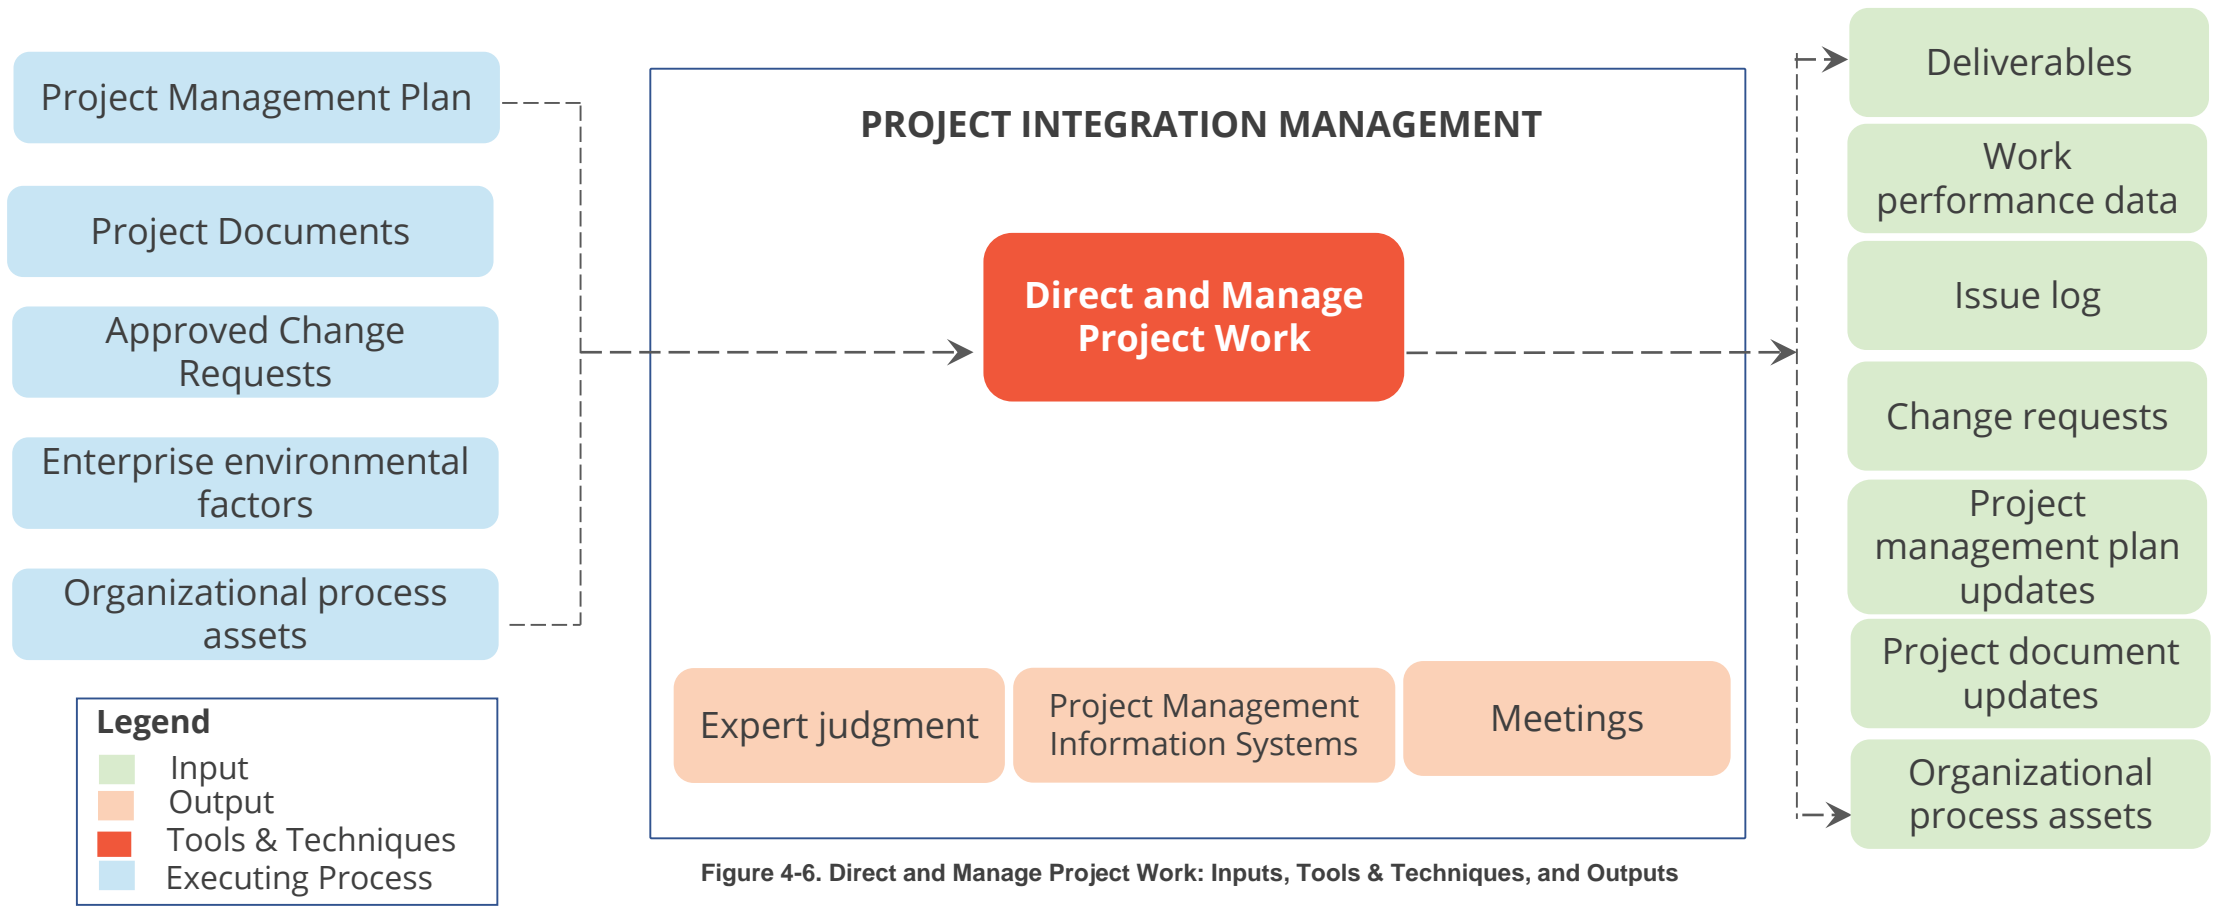 Project Management Plan
Project Documents
Approved Change
Requests
Enterprise environmental
factors
Organizational process
assets
Legend
Input
Output
Tools & Techniques
Executing Process
PROJECT INTEGRATION MANAGEMENT
Direct and Manage
Project Work
Expert judgment
Project Management
Information Systems
Meetings
Figure 4-6. Direct and Manage Project Work: Inputs, Tools & Techniques, and Outputs
Deliverables
Work
performance data
Issue log
Change requests
Project
management plan
updates
Project document
updates
Organizational
process assets